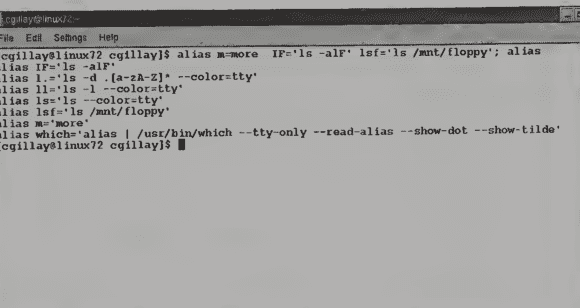 cgillay@linux72:~
File Edit Settings Help
[cgillay@linux72 cgillay]$ alias m=more IF='ls -alF' lsf='ls /mnt/floppy'; alias
alias IF='ls -alF'
alias l.='ls -d .[a-zA-Z]* --color=tty'
alias ll='ls -l --color=tty'
alias ls='ls --color=tty'
alias lsf='ls /mnt/floppy'
alias m='more'
alias which='alias | /usr/bin/which --tty-only --read-alias --show-dot --show-tilde'
[cgillay@linux72 cgillay]$